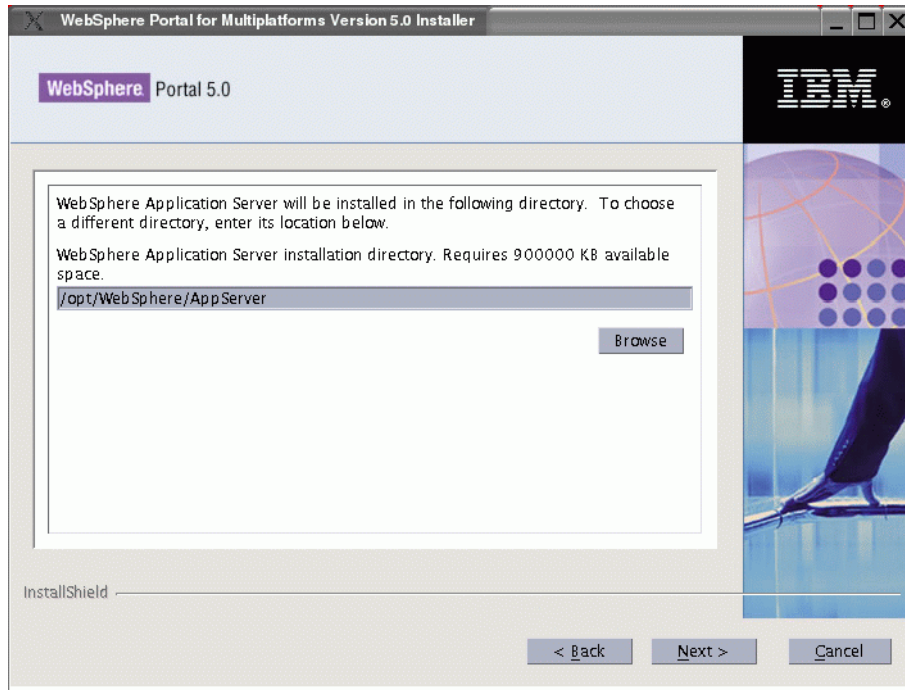 WebSphere Portal for Multiplatforms Version 5.0 Installer
WebSphere. Portal 5.0
IBM®
WebSphere Application Server will be installed in the following directory. To choose
a different directory, enter its location below.
WebSphere Application Server installation directory. Requires 900000 KB available
space.
/opt/WebSphere/AppServer
Browse
InstallShield
< Back
Next >
Cancel